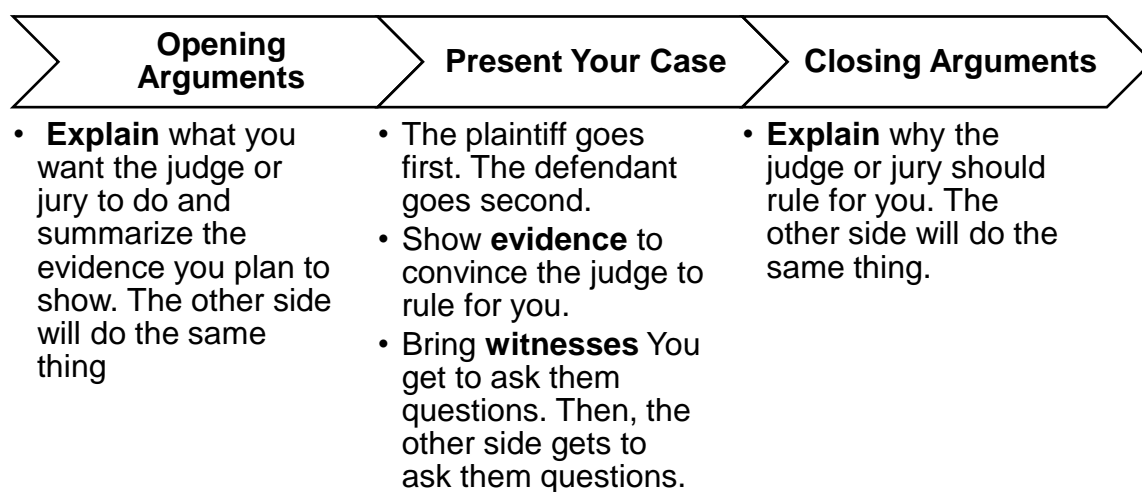 Opening
Arguments
Present Your Case
Closing Arguments
• Explain what you
want the judge or
jury to do and
summarize the
evidence you plan to
show. The other side
will do the same
thing
• The plaintiff goes
first. The defendant
goes second.
• Show evidence to
convince the judge to
rule for you.
• Bring witnesses You
get to ask them
questions. Then, the
other side gets to
ask them questions.
• Explain why the
judge or jury should
rule for you. The
other side will do the
same thing.